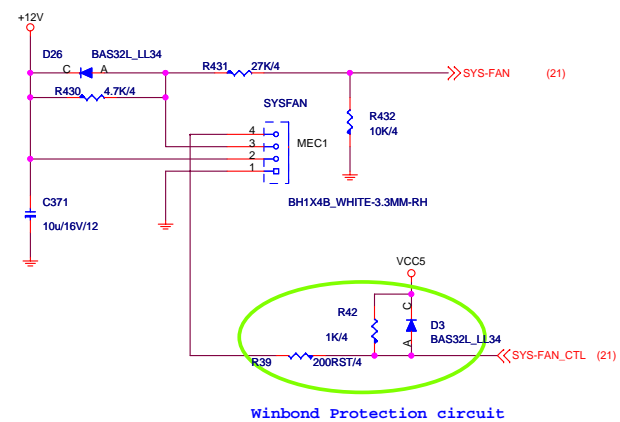 +12V
D26 BAS32L_LL34
C A
R431 27K/4
SYS-FAN (21)
R430 4.7K/4
SYSFAN
R432
10K/4
4
3
2
1
MEC1
C371
10u/16V/12
BH1X4B_WHITE-3.3MM-RH
VCC5
R42
1K/4
C
A
D3
BAS32L_LL34
R39 200RST/4
SYS-FAN_CTL (21)
Winbond Protection circuit